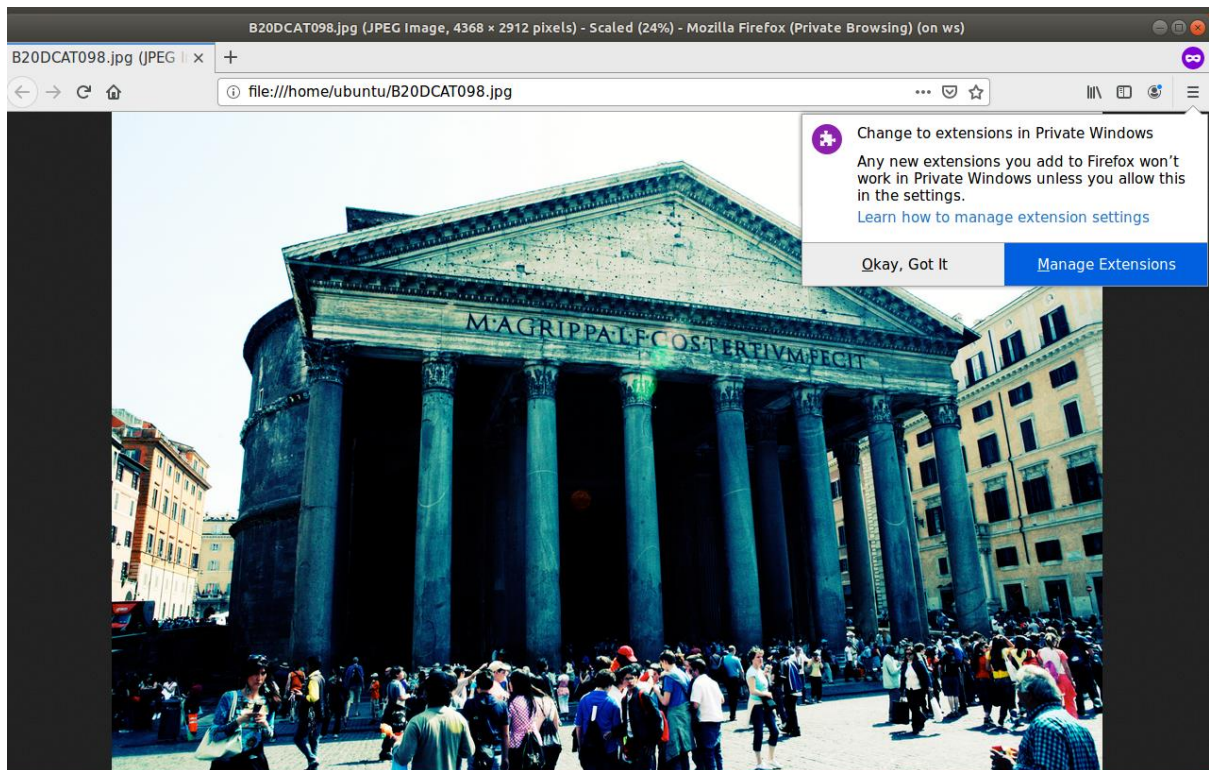 B20DCAT098.jpg (JPEG Image, 4368 × 2912 pixels) - Scaled (24%) - Mozilla Firefox (Private Browsing) (on ws)
B20DCAT098.jpg (JPEG I
file:///home/ubuntu/B20DCAT098.jpg
Change to extensions in Private Windows
Any new extensions you add to Firefox won't
work in Private Windows unless you allow this
in the settings.
Learn how to manage extension settings
Okay, Got It
Manage Extensions
M·AGRIPPA·L·F·COS·TERTIVM·FECIT